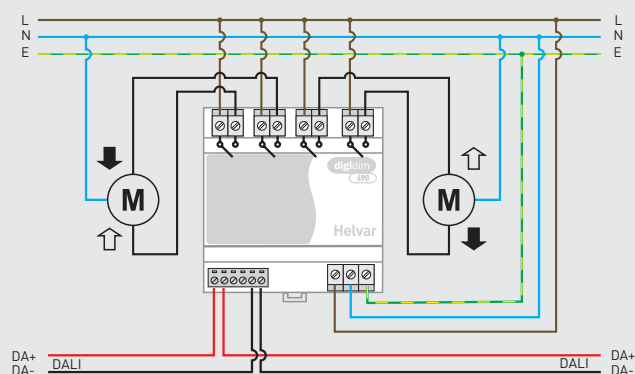 L L
N N
E E
digidim
490
M M
Helvar
DA+ DA+
DALI DALI
DA- DA-